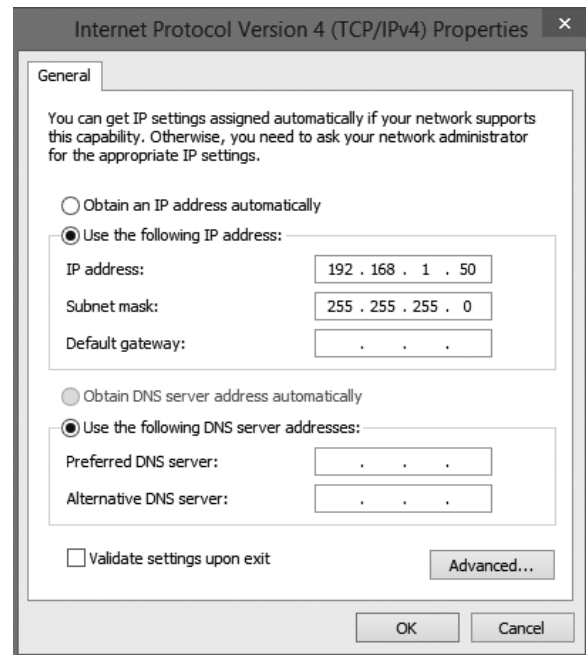 Internet Protocol Version 4 (TCP/IPv4) Properties
General
You can get IP settings assigned automatically if your network supports
this capability. Otherwise, you need to ask your network administrator
for the appropriate IP settings.
Obtain an IP address automatically
Use the following IP address:
IP address: 192 . 168 . 1 . 50
Subnet mask: 255 . 255 . 255 . 0
Default gateway: . . .
Obtain DNS server address automatically
Use the following DNS server addresses:
Preferred DNS server: . . .
Alternative DNS server: . . .
Validate settings upon exit
Advanced...
OK Cancel